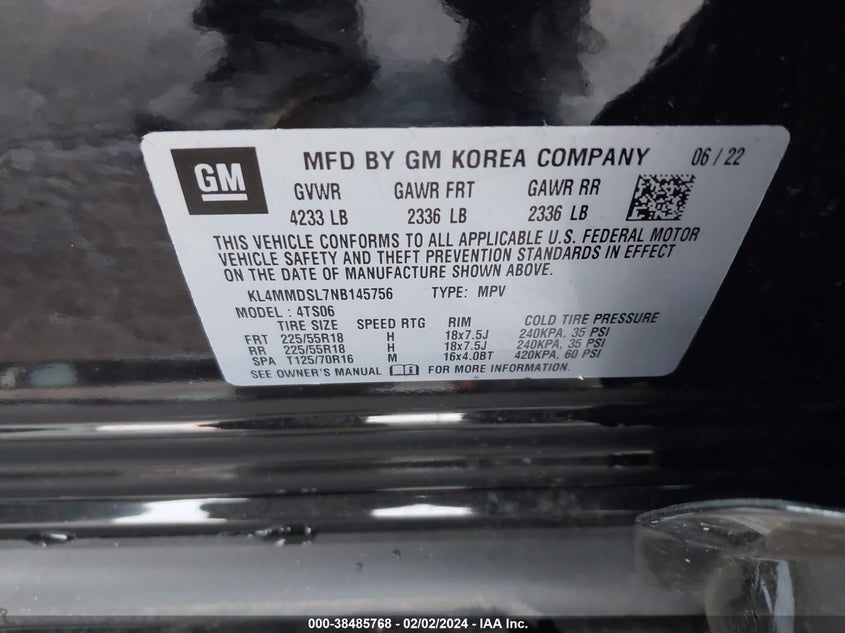 GM MFD BY GM KOREA COMPANY 06/22
GVWR GAWR FRT GAWR RR
4233 LB 2336 LB 2336 LB
THIS VEHICLE CONFORMS TO ALL APPLICABLE U.S. FEDERAL MOTOR
VEHICLE SAFETY AND THEFT PREVENTION STANDARDS IN EFFECT
ON THE DATE OF MANUFACTURE SHOWN ABOVE.
KL4MMDSL7NB145756 TYPE: MPV
MODEL : 4TS06
TIRE SIZE SPEED RTG RIM COLD TIRE PRESSURE
FRT 225/55R18 H 18x7.5J 240KPA, 35 PSI
RR 225/55R18 H 18x7.5J 240KPA, 35 PSI
SPA T125/70R16 M 16x4.0BT 420KPA, 60 PSI
SEE OWNER'S MANUAL FOR MORE INFORMATION.
000-38485768 - 02/02/2024 - IAA Inc.